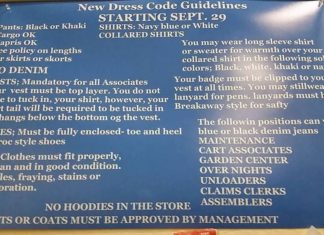 New Dress Code Guidelines
STARTING SEPT. 29
Pants: Black or Khaki
Cargo OK
apris OK
ee policy on lengths
or skirts or skorts
O DENIM
STS: Mandatory for all Associates
ur vest must be top layer. You do not
e to tuck in, your shirt, however, your
t tail will be required to be tucked in
hangs below the bottom og the vest.
ES: Must be fully enclosed- toe and heel
roc style shoes
Clothes must fit properly,
an and in good condition.
les, fraying, stains or
oration.
SHIRTS: Navy blue or White
COLLARED SHIRTS
You may wear long sleeve shirt
or sweater for warmth over your
collared shirt in the following sol
colors: Black, white, khaki or na
Your badge must be clipped to you
vest at all times. You may stillwea
lanyard for pens. lanyards must b
Breakaway style for safty
The followin positions can
blue or black denim jeans
MAINTENANCE
CART ASSOCIATES
GARDEN CENTER
OVER NIGHTS
UNLOADERS
CLAIMS CLERKS
ASSEMBLERS
NO HOODIES IN THE STORE
TS OR COATS MUST BE APPROVED BY MANAGEMENT